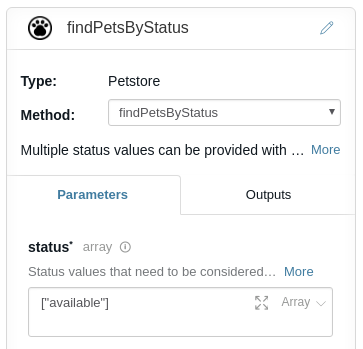 findPetsByStatus
Type: Petstore
Method: findPetsByStatus
Multiple status values can be provided with … More
Parameters Outputs
status* array
Status values that need to be considered… More
["available"] Array